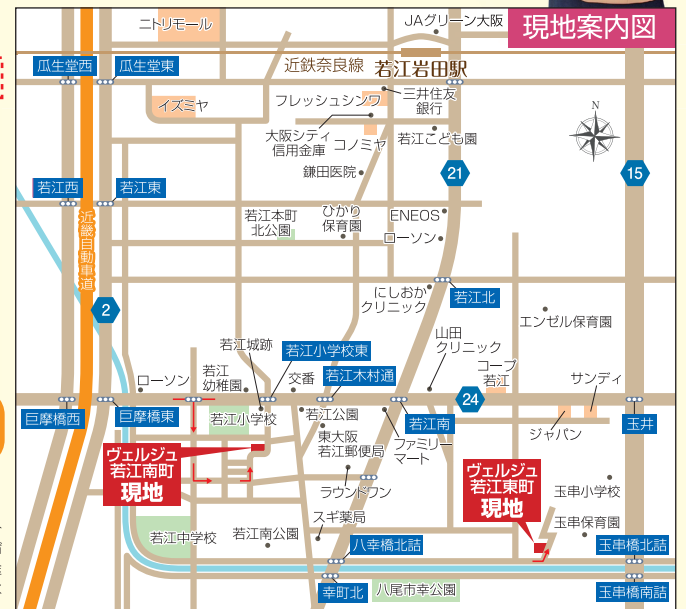 現地案内図
ニトリモール
JAグリーン大阪
近鉄奈良線
若江岩田駅
瓜生堂西
瓜生堂東
イズミヤ
フレッシュシンワ
三井住友
銀行
大阪シティ
信用金庫
コノミヤ
若江こども園
鎌田医院
N
21
15
若江西
若江東
近畿自動車道
若江本町
北公園
ひかり
保育園
ENEOS
ローソン
にしおか
クリニック
若江北
2
エンゼル保育園
山田
クリニック
若江城跡
若江小学校東
コープ
若江
若江
幼稚園
交番
若江木村通
サンディ
ローソン
24
巨摩橋西
巨摩橋東
若江小学校
若江公園
若江南
ジャパン
玉井
東大阪
若江郵便局
ファミリー
マート
ヴェルジュ
若江南町
現地
ラウンドワン
ヴェルジュ
若江東町
現地
玉串小学校
スギ薬局
玉串保育園
若江中学校
若江南公園
八幸橋北詰
玉串橋北詰
幸町北
八尾市幸公園
玉串橋南詰